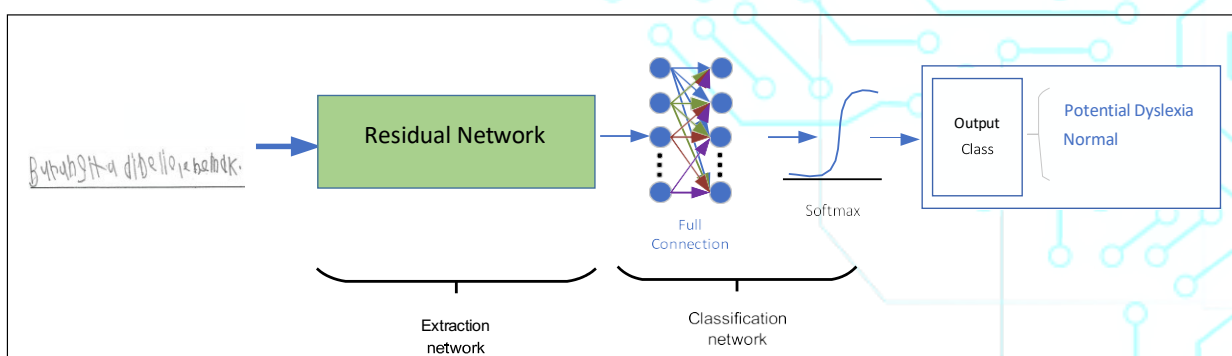 Residual Network
Full
Connection
Softmax
Output
Class
Potential Dyslexia
Normal
Extraction
network
Classification
network